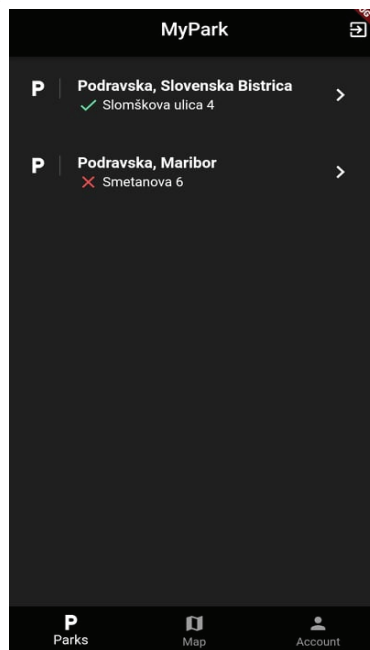 MyPark
P
Podravska, Slovenska Bistrica
Slomškova ulica 4
P
Podravska, Maribor
Smetanova 6
P
Parks
Map
Account